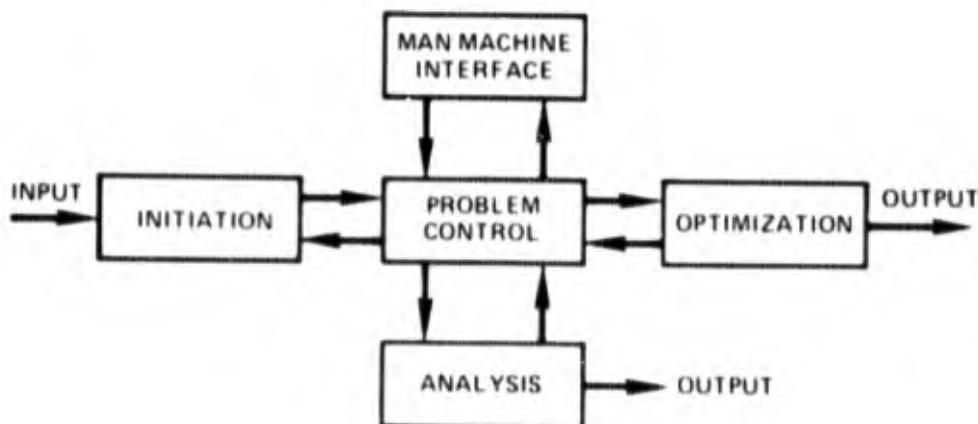 MAN MACHINE
INTERFACE
INPUT
INITIATION
PROBLEM
CONTROL
OPTIMIZATION
OUTPUT
ANALYSIS
OUTPUT